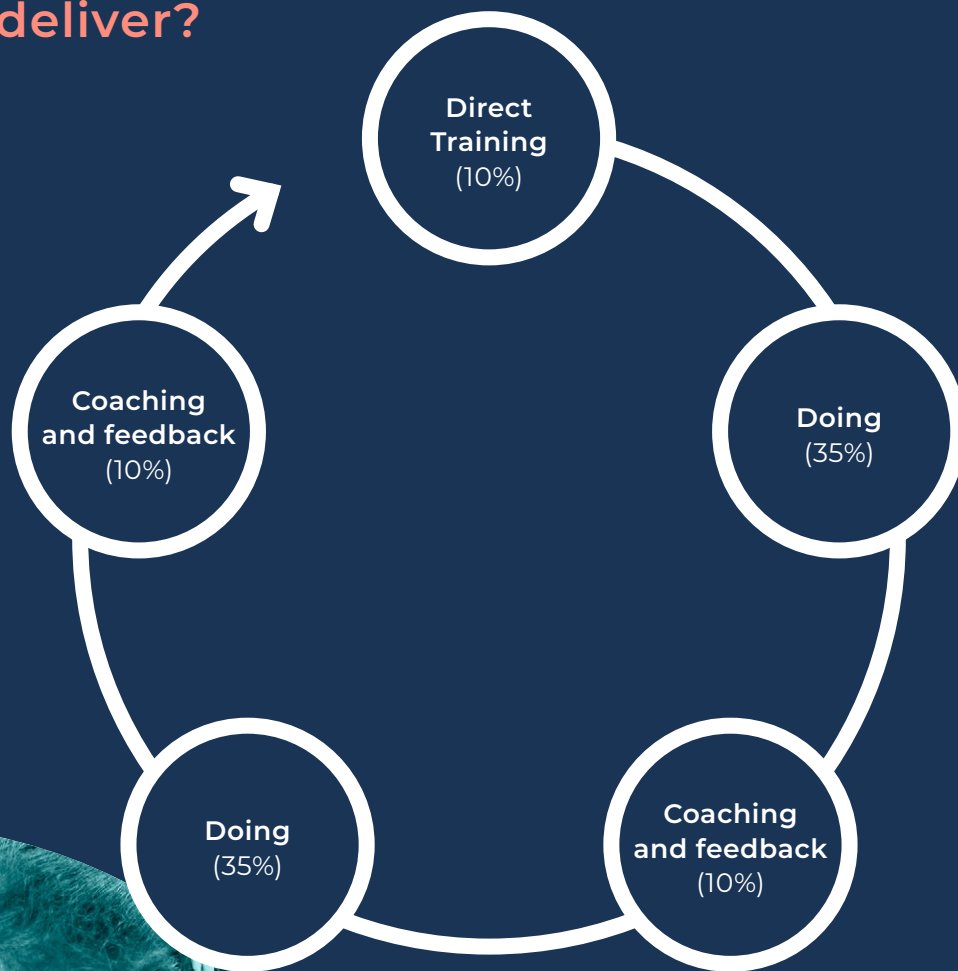 deliver?
Direct
Training
(10%)
Doing
(35%)
Coaching
and feedback
(10%)
Doing
(35%)
Coaching
and feedback
(10%)